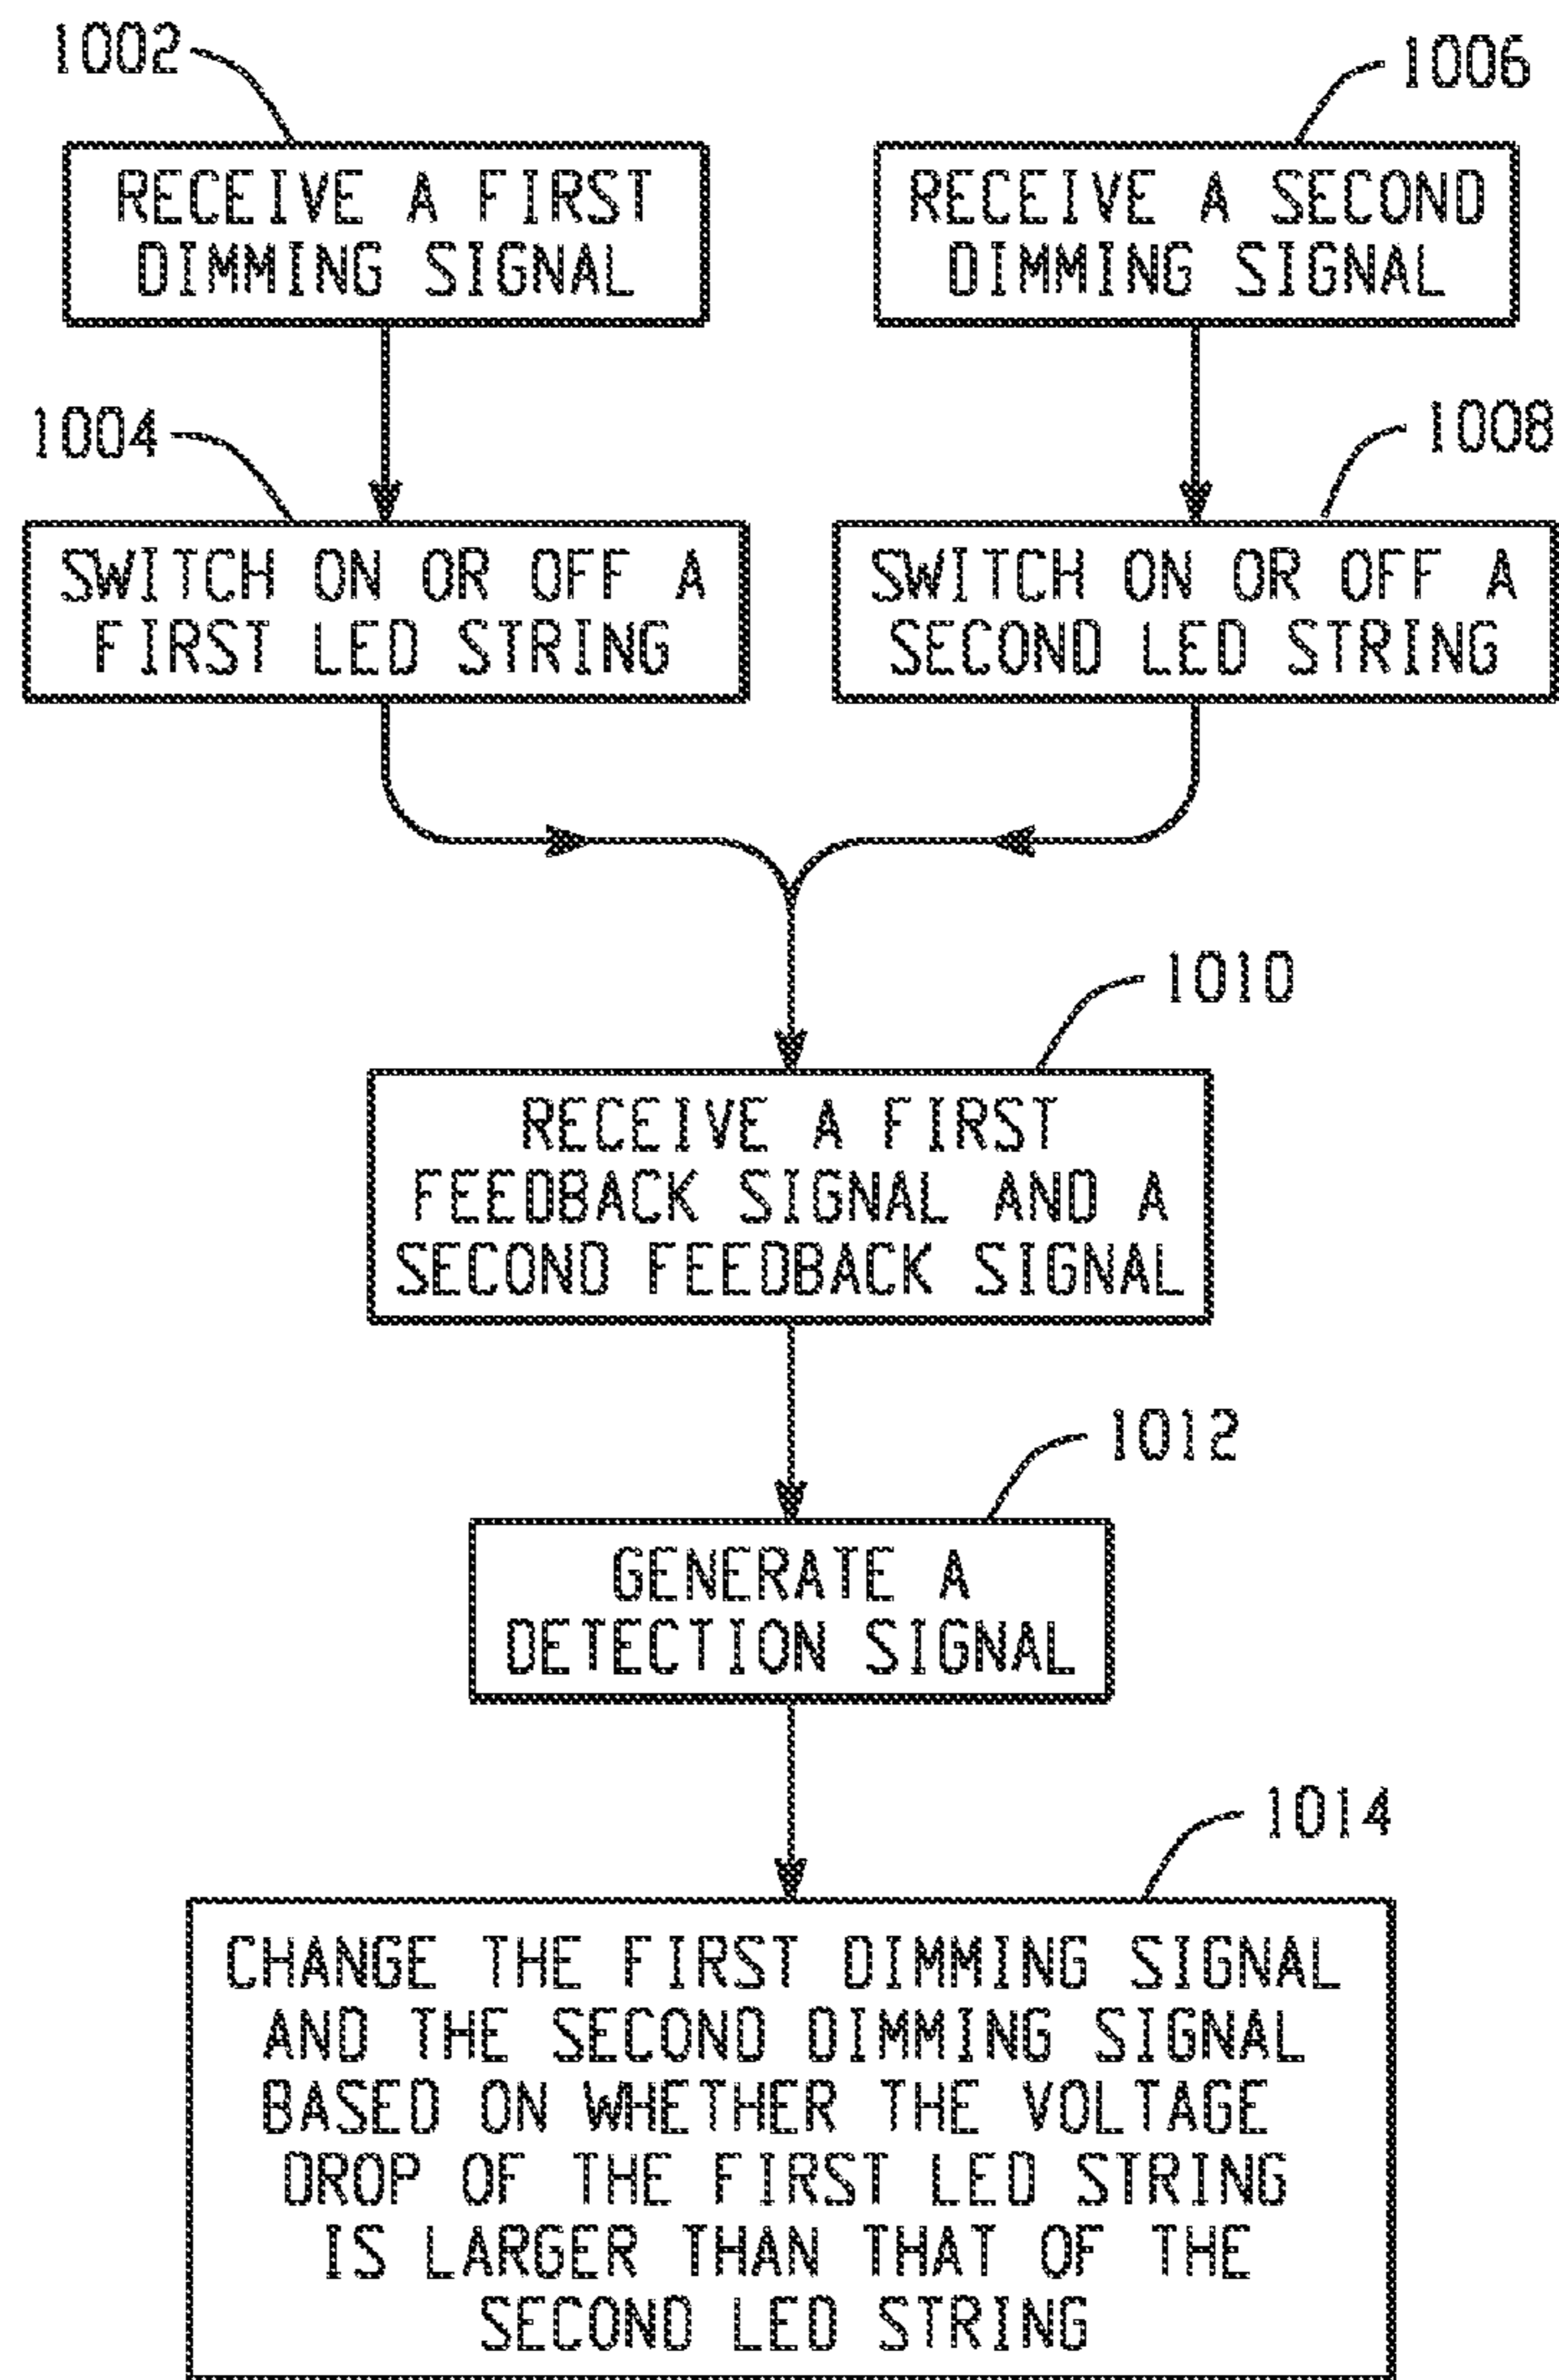 1002
RECEIVE A FIRST
DIMMING SIGNAL
1006
RECEIVE A SECOND
DIMMING SIGNAL
1004
SWITCH ON OR OFF A
FIRST LED STRING
1008
SWITCH ON OR OFF A
SECOND LED STRING
1010
RECEIVE A FIRST
FEEDBACK SIGNAL AND A
SECOND FEEDBACK SIGNAL
1012
GENERATE A
DETECTION SIGNAL
1014
CHANGE THE FIRST DIMMING SIGNAL
AND THE SECOND DIMMING SIGNAL
BASED ON WHETHER THE VOLTAGE
DROP OF THE FIRST LED STRING
IS LARGER THAN THAT OF THE
SECOND LED STRING